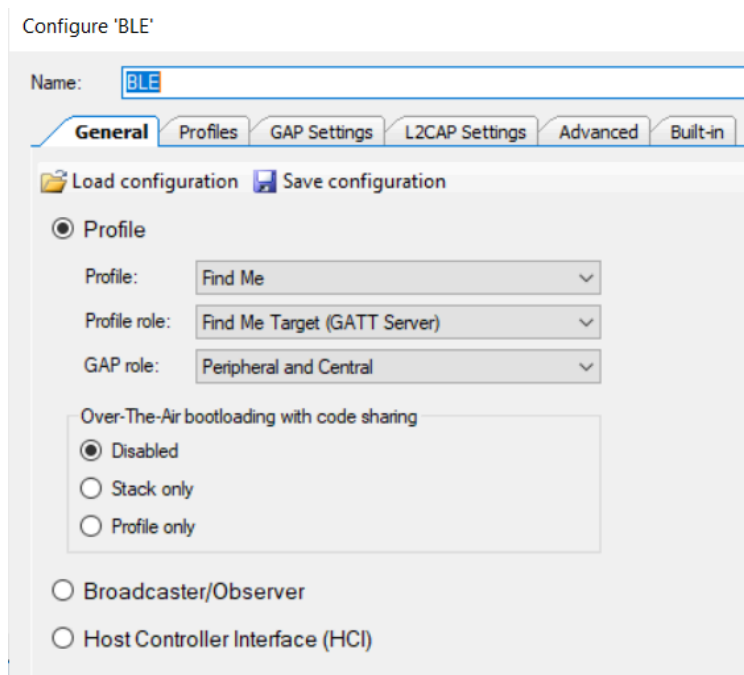 Configure 'BLE'
Name: BLE
General Profiles GAP Settings L2CAP Settings Advanced Built-in
Load configuration Save configuration
Profile
Profile: Find Me
Profile role: Find Me Target (GATT Server)
GAP role: Peripheral and Central
Over-The-Air bootloading with code sharing
Disabled
Stack only
Profile only
Broadcaster/Observer
Host Controller Interface (HCI)